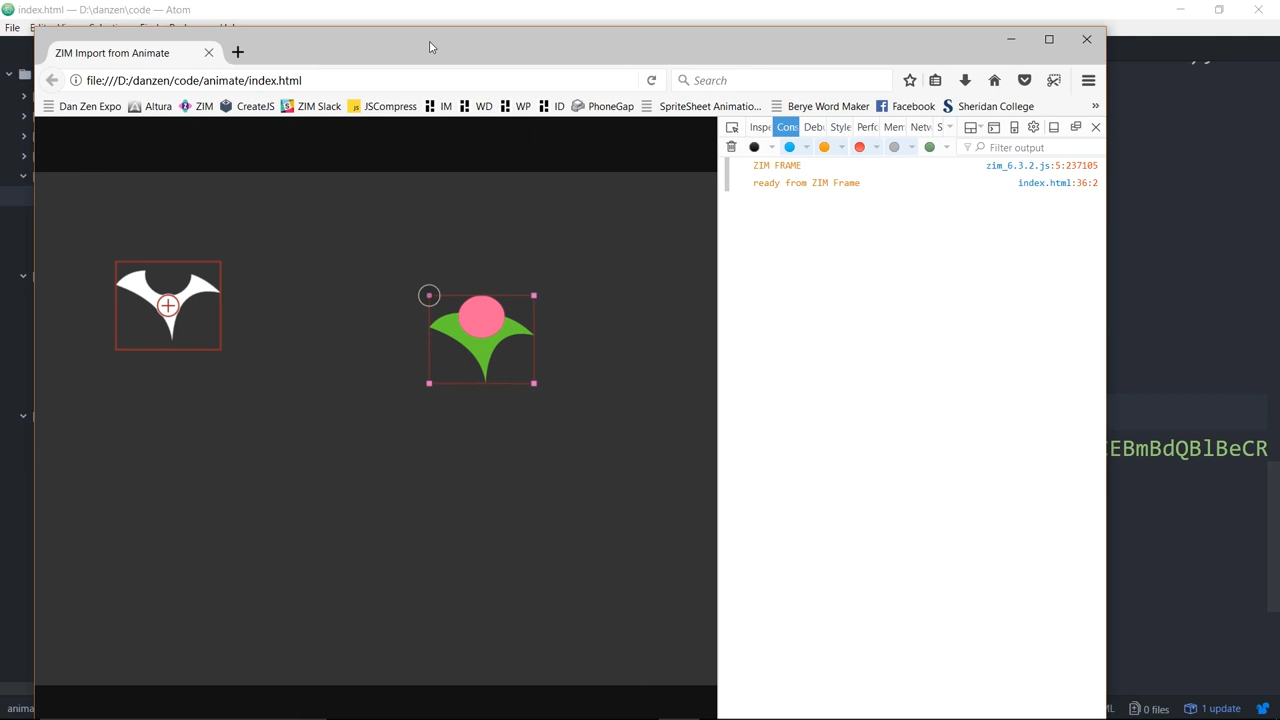 index.html — D:\danzen\code — Atom
File
ZIM Import from Animate
file:///D:/danzen/code/animate/index.html
Search
Dan Zen Expo Altura ZIM CreateJS ZIM Slack JSCompress IM WD WP ID PhoneGap SpriteSheet Animatio... Berye Word Maker Facebook Sheridan College »
Inspe Cons Debu Style Perfo Mem Netw S
Filter output
ZIM FRAME zim_6.3.2.js:5:237105
ready from ZIM Frame index.html:36:2
EBmBdQBlBeCR
anima
ML 0 files 1 update